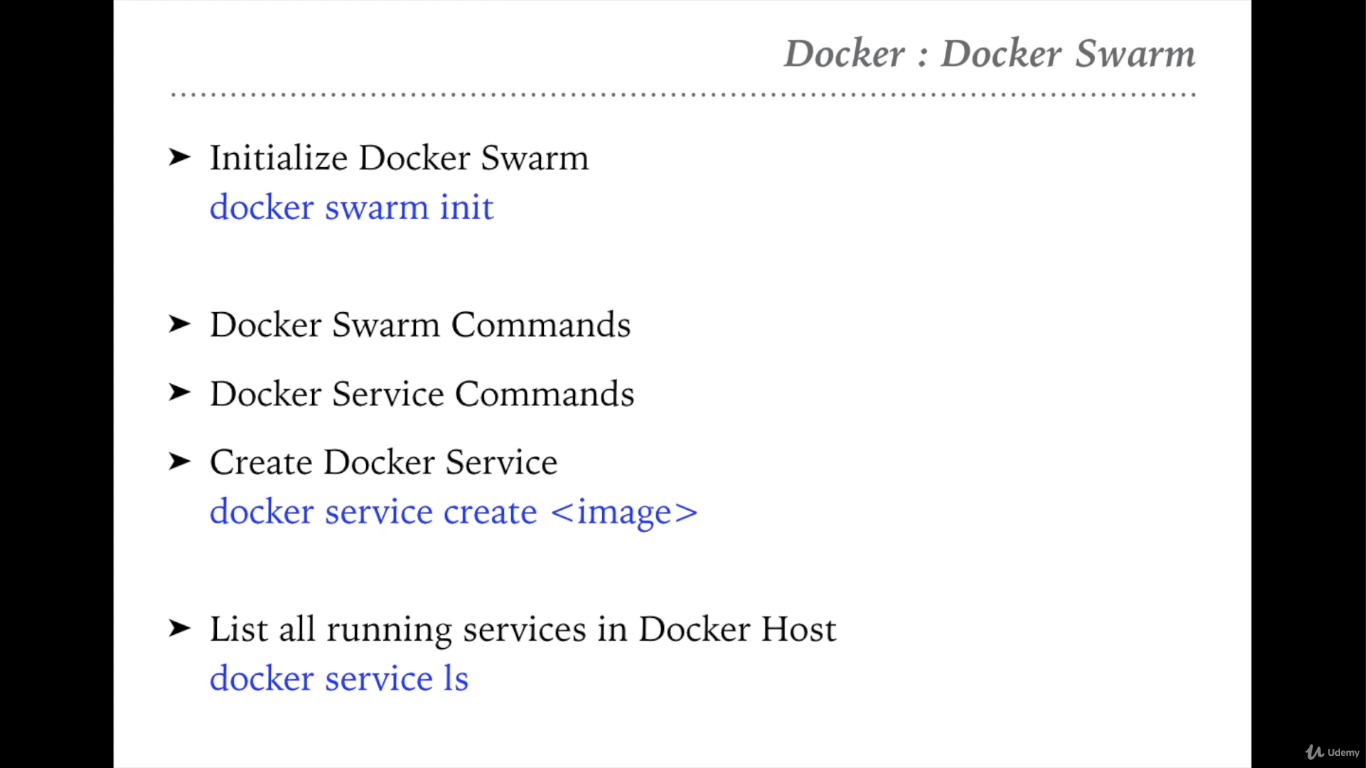 Docker : Docker Swarm
➤ Initialize Docker Swarm
docker swarm init
➤ Docker Swarm Commands
➤ Docker Service Commands
➤ Create Docker Service
docker service create <image>
➤ List all running services in Docker Host
docker service ls
Udemy